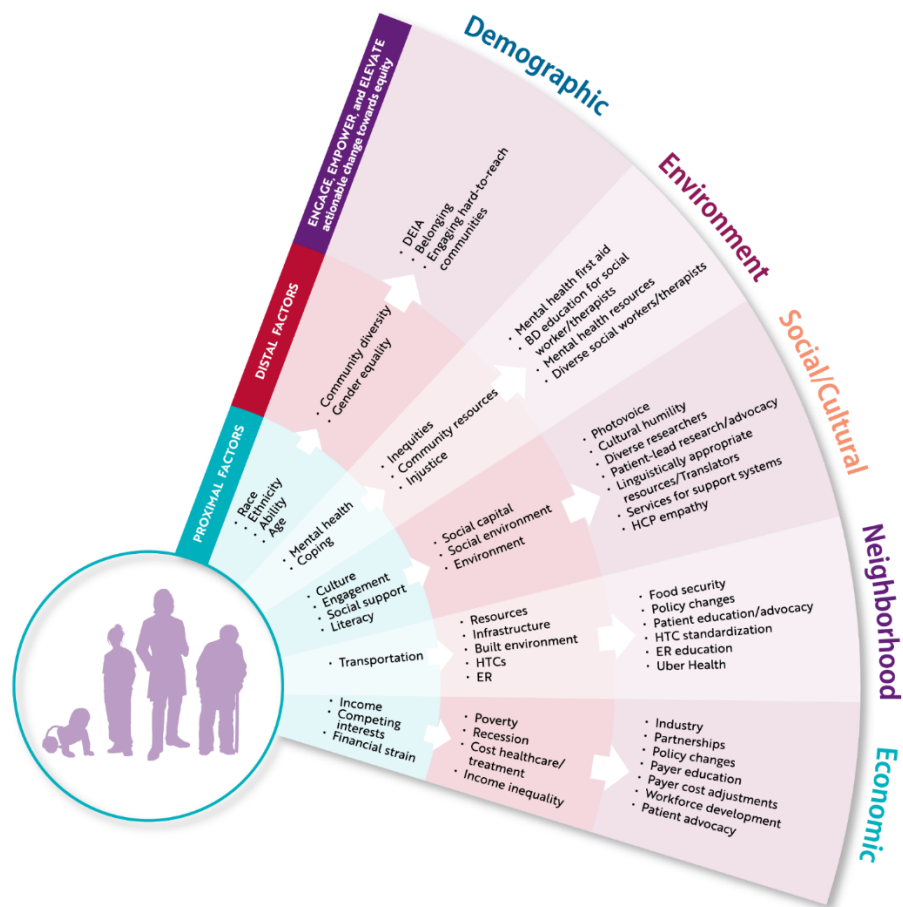 Demographic
Environment
Social/Cultural
Neighborhood
Economic
ENGAGE, EMPOWER, and ELEVATE
actionable change towards equity
DISTAL FACTORS
PROXIMAL FACTORS
• Race
• Ethnicity
• Ability
• Age
• Community diversity
• Gender equality
• DEIA
• Belonging
• Engaging hard-to-reach
communities
• Mental health
• Coping
• Inequities
• Community resources
• Injustice
• Mental health first aid
• BD education for social
worker/therapists
• Mental health resources
• Diverse social workers/therapists
• Culture
• Engagement
• Social support
• Literacy
• Social capital
• Social environment
• Environment
• Photovoice
• Cultural humility
• Diverse researchers
• Patient-lead research/advocacy
• Linguistically appropriate
resources/Translators
• Services for support systems
• HCP empathy
• Transportation
• Resources
• Infrastructure
• Built environment
• HTCs
• ER
• Food security
• Policy changes
• Patient education/advocacy
• HTC standardization
• ER education
• Uber Health
• Income
• Competing
interests
• Financial strain
• Poverty
• Recession
• Cost healthcare/
treatment
• Income inequality
• Industry
• Partnerships
• Policy changes
• Payer education
• Payer cost adjustments
• Workforce development
• Patient advocacy